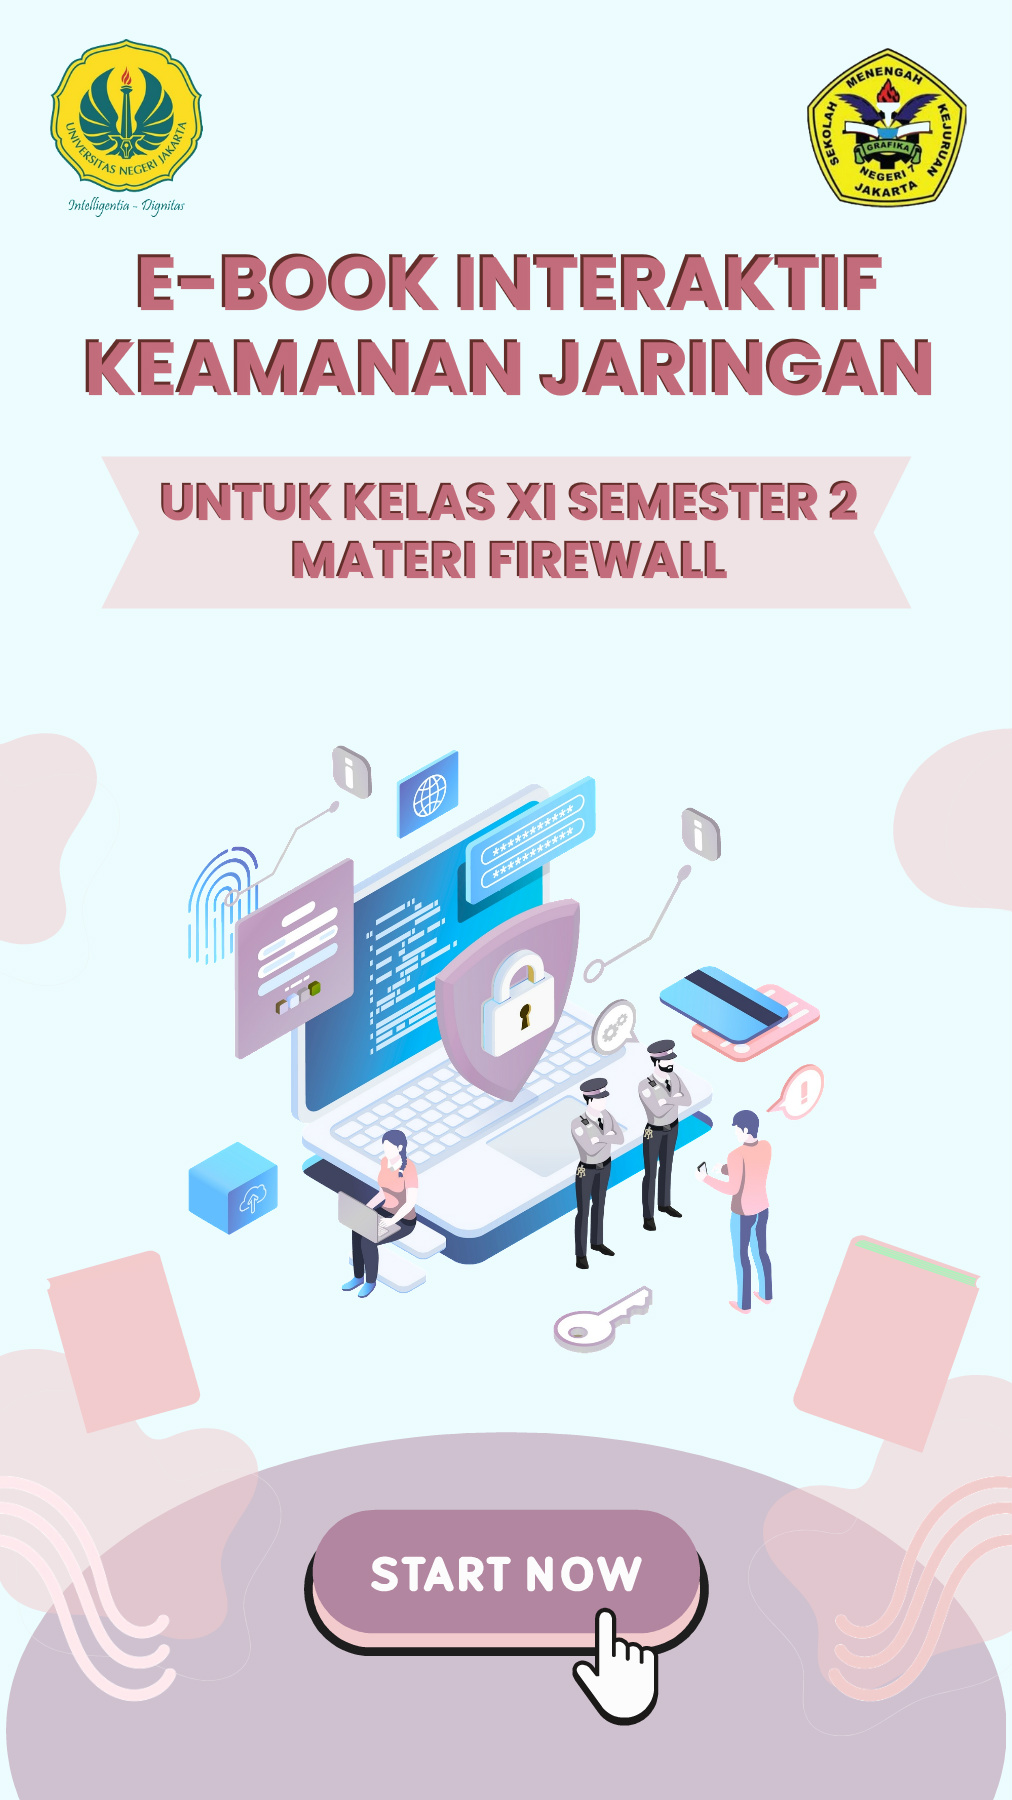 UNIVERSITAS NEGERI JAKARTA
Intelligentia - Dignitas
SEKOLAH MENENGAH KEJURUAN
GRAFIKA
NEGERI 7
JAKARTA
E-BOOK INTERAKTIF
KEAMANAN JARINGAN
UNTUK KELAS XI SEMESTER 2
MATERI FIREWALL
i
i
***********
***********
!
START NOW